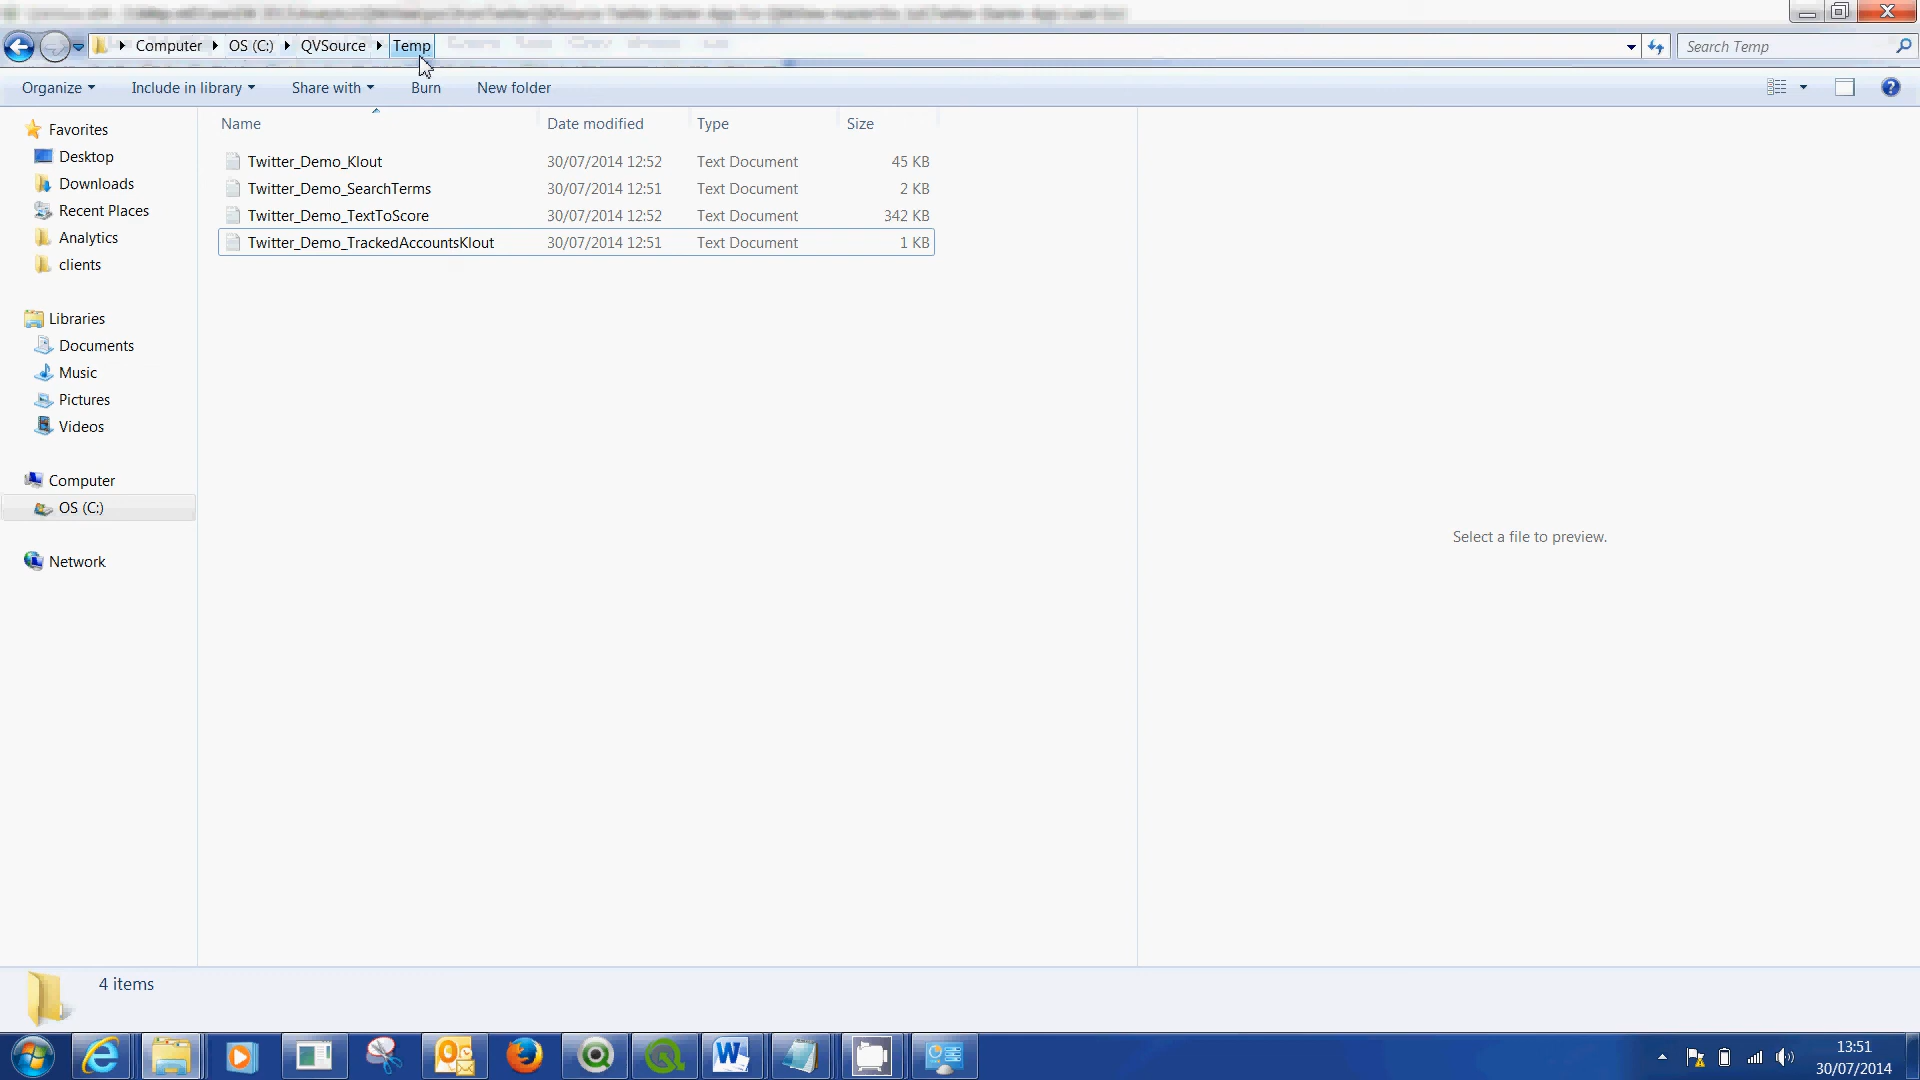 Computer OS (C:) QVSource Temp Search Temp
Organize Include in library Share with Burn New folder
Name Date modified Type Size
Twitter_Demo_Klout 30/07/2014 12:52 Text Document 45 KB
Twitter_Demo_SearchTerms 30/07/2014 12:51 Text Document 2 KB
Twitter_Demo_TextToScore 30/07/2014 12:52 Text Document 342 KB
Twitter_Demo_TrackedAccountsKlout 30/07/2014 12:51 Text Document 1 KB
Favorites
Desktop
Downloads
Recent Places
Analytics
clients
Libraries
Documents
Music
Pictures
Videos
Computer
OS (C:)
Network
Select a file to preview.
4 items
13:51
30/07/2014